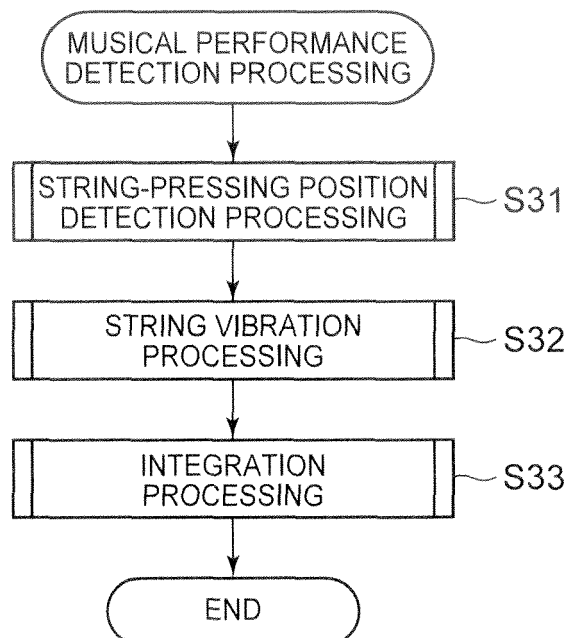 MUSICAL PERFORMANCE
DETECTION PROCESSING
STRING-PRESSING POSITION
DETECTION PROCESSING
S31
STRING VIBRATION
PROCESSING
S32
INTEGRATION
PROCESSING
S33
END